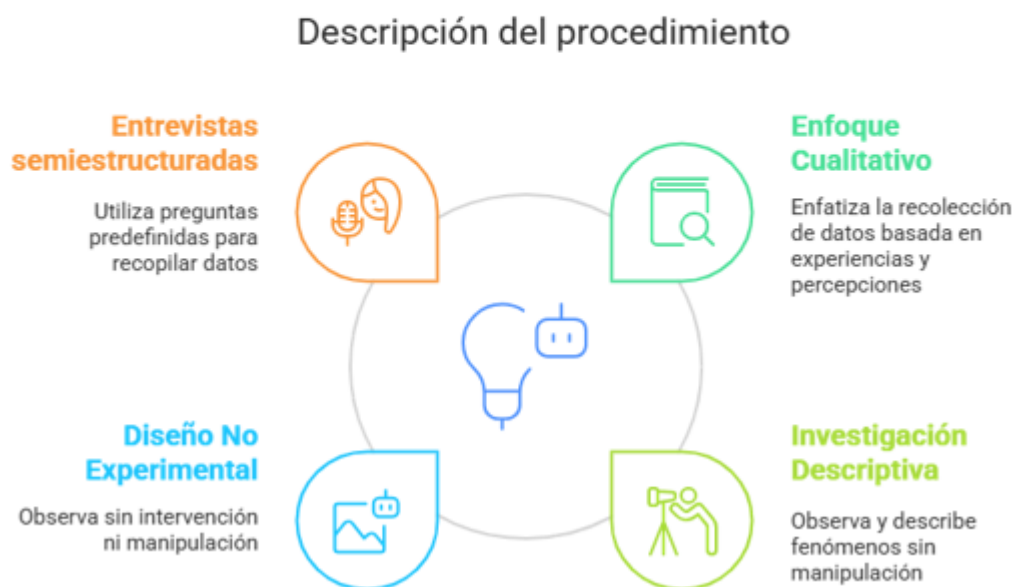 Descripción del procedimiento
Entrevistas
semiestructuradas
Utiliza preguntas
predefinidas para
recopilar datos
Enfoque
Cualitativo
Enfatiza la recolección
de datos basada en
experiencias y
percepciones
Diseño No
Experimental
Observa sin intervención
ni manipulación
Investigación
Descriptiva
Observa y describe
fenómenos sin
manipulación